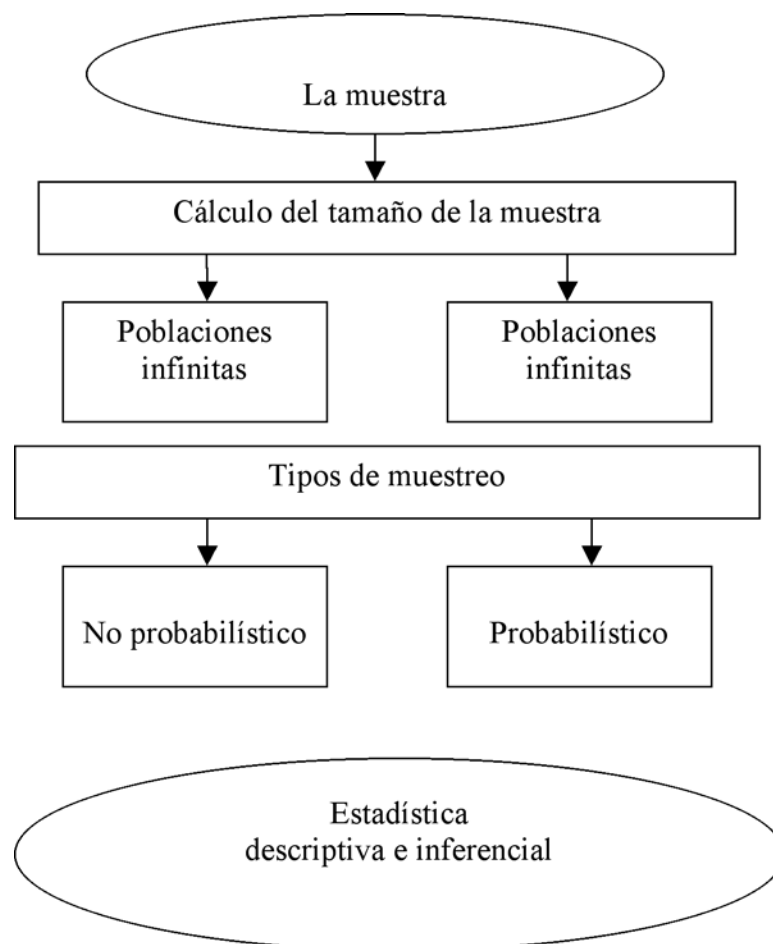 La muestra
Cálculo del tamaño de la muestra
Poblaciones
infinitas
Poblaciones
infinitas
Tipos de muestreo
No probabilístico
Probabilístico
Estadística
descriptiva e inferencial